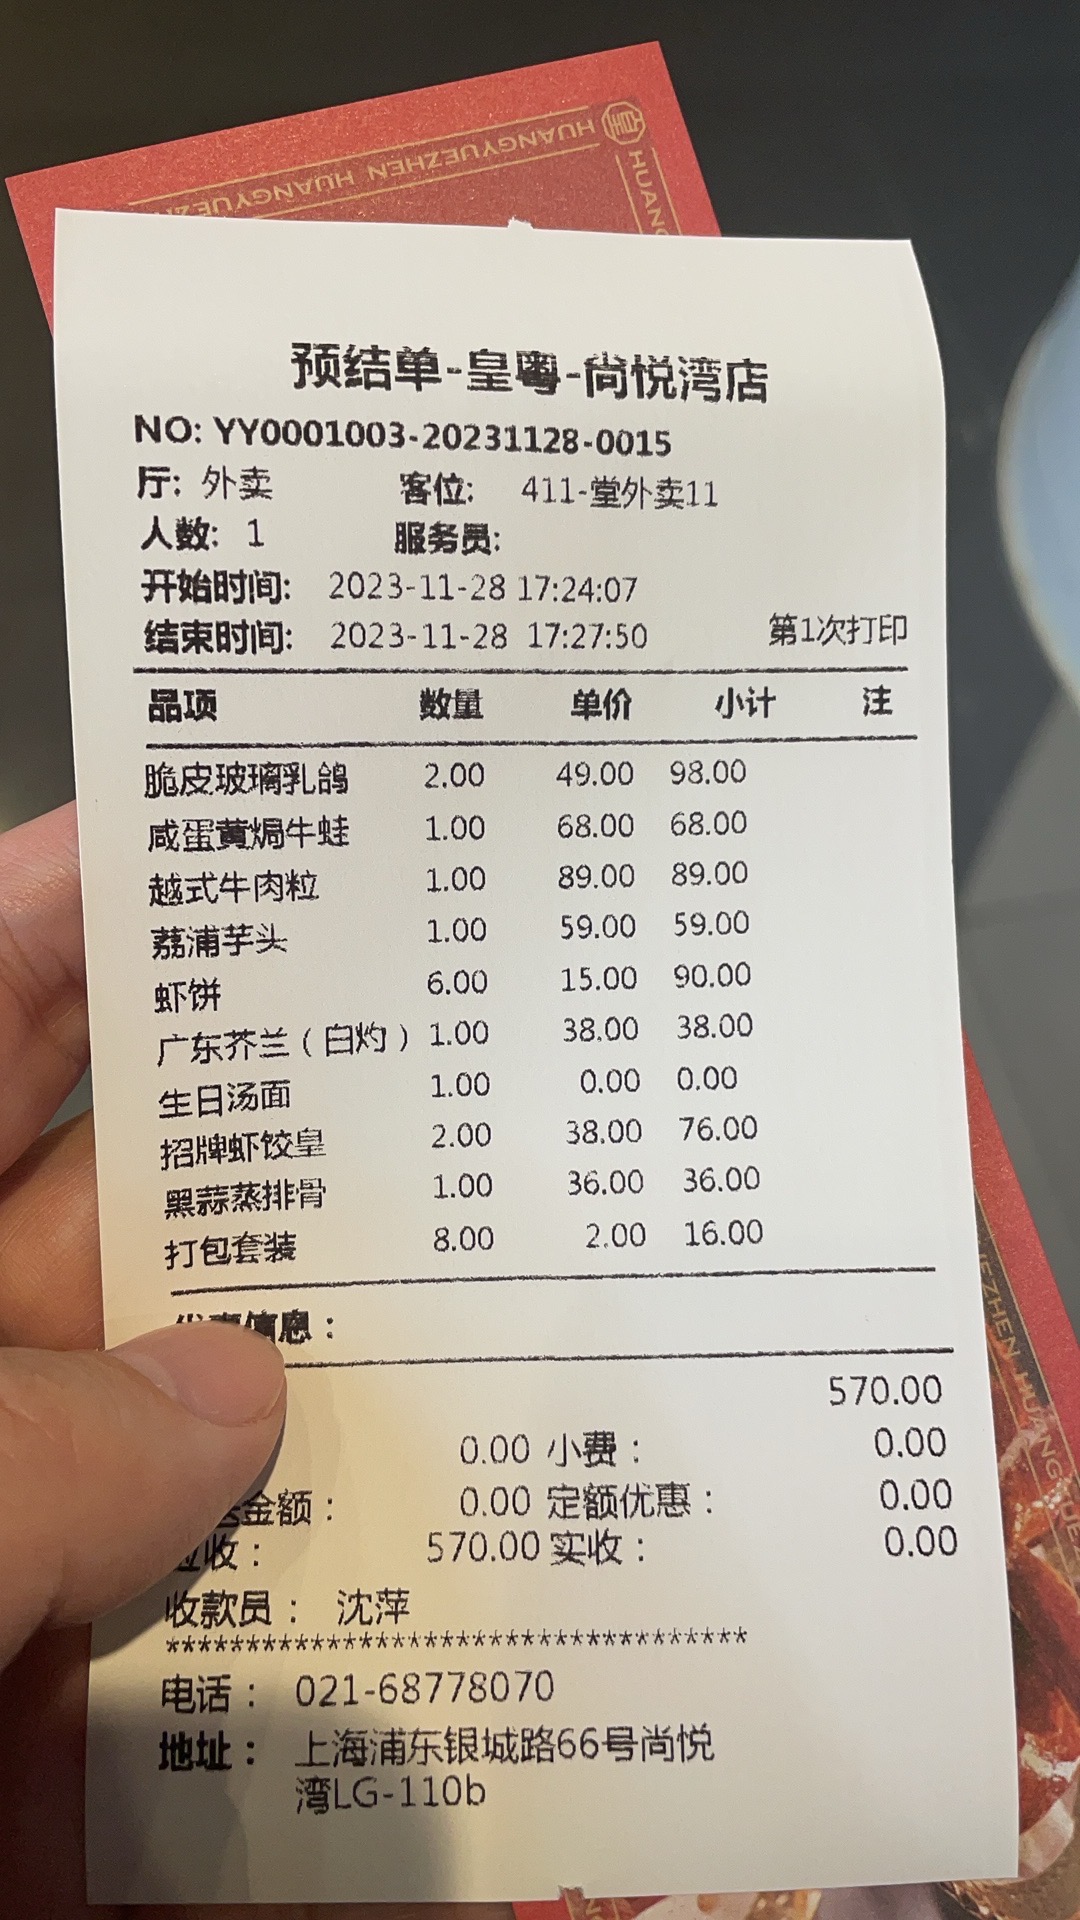 HUANGYUEZHEN HUANGYUEZHEN
皇
HUANG
预结单-皇粤-尚悦湾店
NO: YY0001003-20231128-0015
厅: 外卖 客位: 411-堂外卖11
人数: 1 服务员:
开始时间: 2023-11-28 17:24:07
结束时间: 2023-11-28 17:27:50 第1次打印
品项 数量 单价 小计 注
脆皮玻璃乳鸽 2.00 49.00 98.00
咸蛋黄焗牛蛙 1.00 68.00 68.00
越式牛肉粒 1.00 89.00 89.00
荔浦芋头 1.00 59.00 59.00
虾饼 6.00 15.00 90.00
广东芥兰（白灼）1.00 38.00 38.00
生日汤面 1.00 0.00 0.00
招牌虾饺皇 2.00 38.00 76.00
黑蒜蒸排骨 1.00 36.00 36.00
打包套装 8.00 2.00 16.00
信息：
570.00
0.00 小费： 0.00
金额： 0.00 定额优惠： 0.00
应收： 570.00 实收： 0.00
收款员： 沈萍
*************************************
电话： 021-68778070
地址： 上海浦东银城路66号尚悦
湾LG-110b